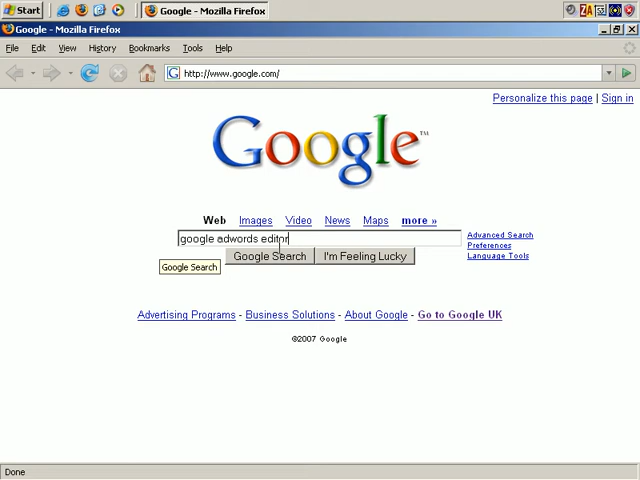 Start Google - Mozilla Firefox ZA
Google - Mozilla Firefox
File Edit View History Bookmarks Tools Help
G http://www.google.com/
Personalize this page | Sign in
Google™
Web Images Video News Maps more »
google adwords editor
Advanced Search
Preferences
Language Tools
Google Search I'm Feeling Lucky
Google Search
Advertising Programs - Business Solutions - About Google - Go to Google UK
©2007 Google
Done